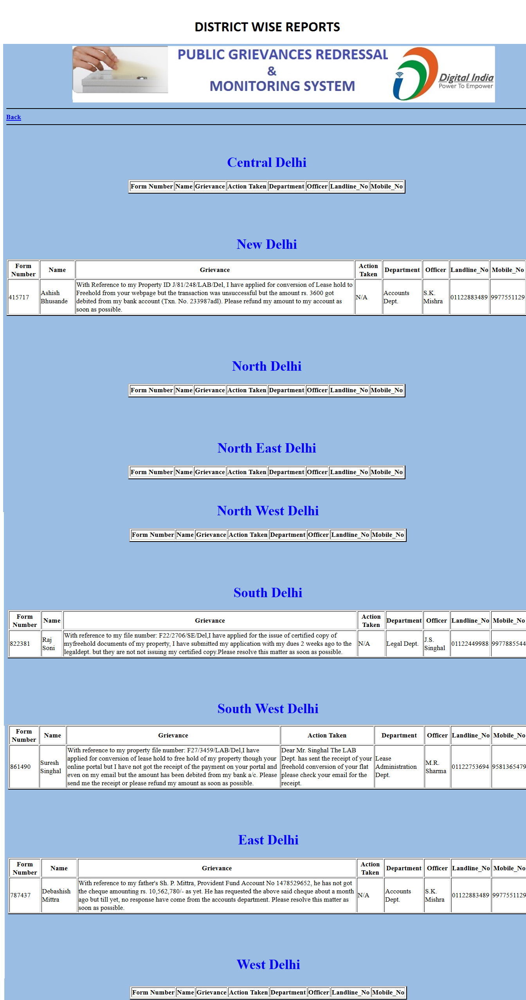 DISTRICT WISE REPORTS
PUBLIC GRIEVANCES REDRESSAL
&
MONITORING SYSTEM
Digital India
Power To Empower
Back
Central Delhi
Form Number Name Grievance Action Taken Department Officer Landline_No Mobile_No
New Delhi
Form Number Name Grievance Action Taken Department Officer Landline_No Mobile_No
415717
Ashish
Bhusande
With Reference to my Property ID J/81/248/LAB/Del, I have applied for conversion of Lease hold to
Freehold from your webpage but the transaction was unsuccessful but the amount rs. 3600 got
debited from my bank account (Txn. No. 233987adl). Please refund my amount to my account as
soon as possible.
N/A
Accounts
Dept.
S.K.
Mishra
01122883489
9977551129
North Delhi
Form Number Name Grievance Action Taken Department Officer Landline_No Mobile_No
North East Delhi
Form Number Name Grievance Action Taken Department Officer Landline_No Mobile_No
North West Delhi
Form Number Name Grievance Action Taken Department Officer Landline_No Mobile_No
South Delhi
Form Number Name Grievance Action Taken Department Officer Landline_No Mobile_No
822381
Raj
Soni
With reference to my file number: F22/2706/SE/Del,I have applied for the issue of certified copy of
myfreehold documents of my property, I have submitted my application with my dues 2 weeks ago to the
legaldept. but they are not not issuing my certified copy.Please resolve this matter as soon as possible.
N/A
Legal Dept.
J.S.
Singhal
01122449988
9977885544
South West Delhi
Form Number Name Grievance Action Taken Department Officer Landline_No Mobile_No
861490
Suresh
Singhal
With reference to my property file number: F27/3459/LAB/Del,I have
applied for conversion of lease hold to free hold of my property though your
online portal but I have not got the receipt of the payment on your portal and
even on my email but the amount has been debited from my bank a/c. Please
send me the receipt or please refund my amount as soon as possible.
Dear Mr. Singhal The LAB
Dept. has sent the receipt of your
freehold conversion of your flat
please check your email for the
receipt.
Lease
Administration
Dept.
M.R.
Sharma
01122753694
9581365479
East Delhi
Form Number Name Grievance Action Taken Department Officer Landline_No Mobile_No
787437
Debashish
Mittra
With reference to my father's Sh. P. Mittra, Provident Fund Account No 1478529652, he has not got
the cheque amounting rs. 10,562,780/- as yet. He has requested the above said cheque about a month
ago but till yet, no response have come from the accounts department. Please resolve this matter as
soon as possible.
N/A
Accounts
Dept.
S.K.
Mishra
01122883489
9977551129
West Delhi
Form Number Name Grievance Action Taken Department Officer Landline_No Mobile_No